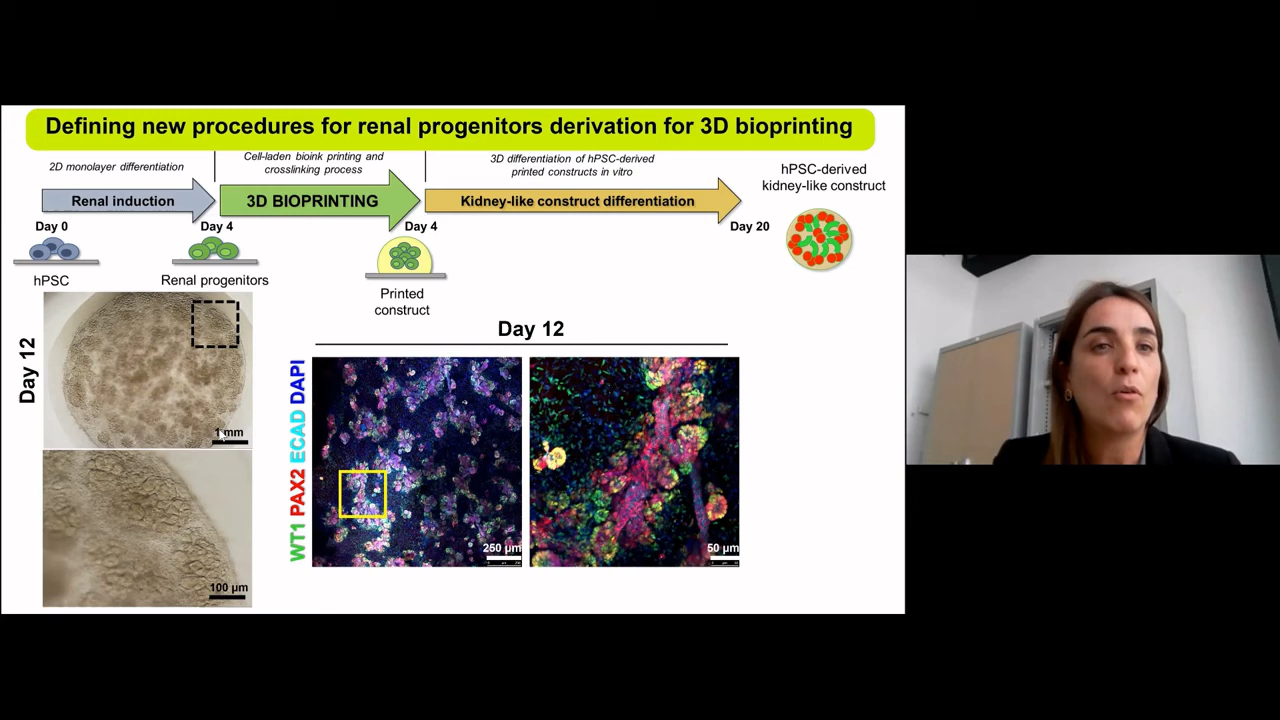 Defining new procedures for renal progenitors derivation for 3D bioprinting
2D monolayer differentiation
Cell-laden bioink printing and
crosslinking process
3D differentiation of hPSC-derived
printed constructs in vitro
hPSC-derived
kidney-like construct
Renal induction
3D BIOPRINTING
Kidney-like construct differentiation
Day 0
Day 4
Day 4
Day 20
hPSC
Renal progenitors
Printed
construct
Day 12
1 mm
100 µm
Day 12
WT1 PAX2 ECAD DAPI
250 µm
50 µm